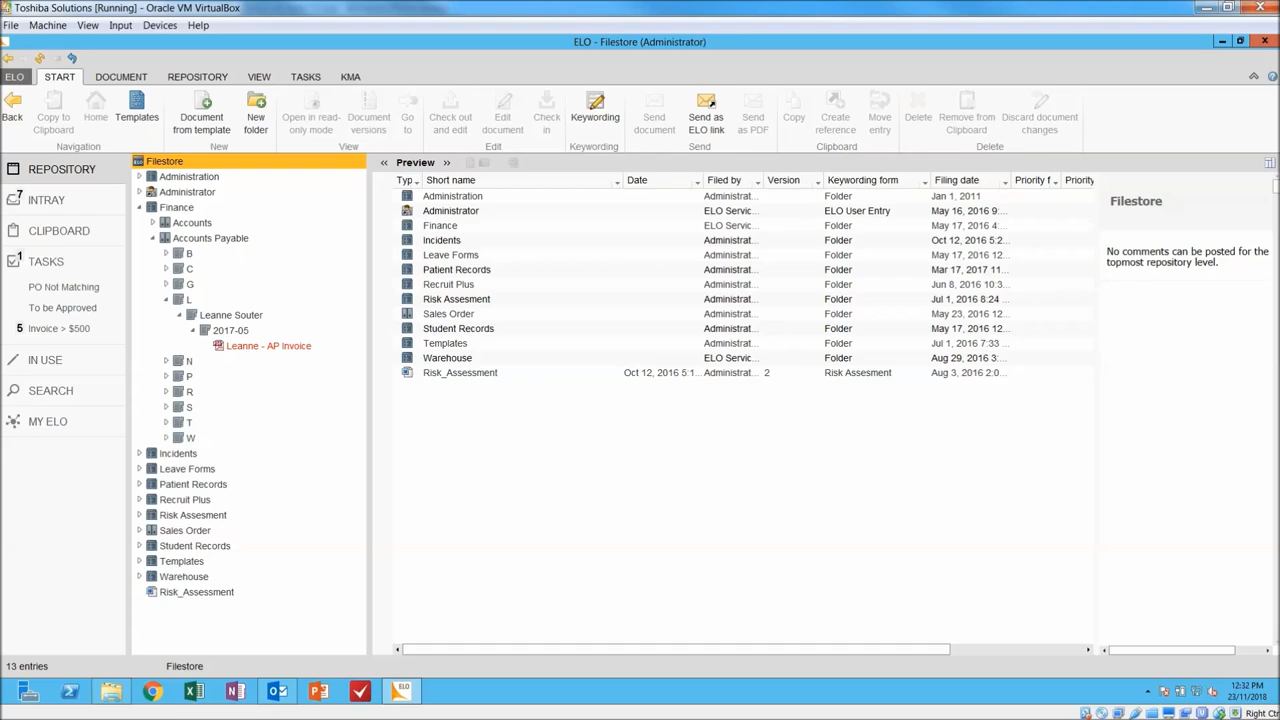 Toshiba Solutions [Running] - Oracle VM VirtualBox
File Machine View Input Devices Help
ELO - Filestore (Administrator)
ELO START DOCUMENT REPOSITORY VIEW TASKS KMA
Back Copy to Clipboard Home Templates Document from template New folder Open in read-only mode Document versions Go to Check out and edit Edit document Check in Keywording Send document Send as ELO link Send as PDF Copy Create reference Move entry Delete Remove from Clipboard Discard document changes
Navigation New View Edit Keywording Send Clipboard Delete
REPOSITORY
7 INTRAY
CLIPBOARD
1 TASKS
PO Not Matching
To be Approved
5 Invoice > $500
IN USE
SEARCH
MY ELO
Filestore
Administration
Administrator
Finance
Accounts
Accounts Payable
B
C
G
L
Leanne Souter
2017-05
Leanne - AP Invoice
N
P
R
S
T
W
Incidents
Leave Forms
Patient Records
Recruit Plus
Risk Assesment
Sales Order
Student Records
Templates
Warehouse
Risk_Assessment
« Preview »
Typ Short name Date Filed by Version Keywording form Filing date Priority f Priority
Administration Administrat... Folder Jan 1, 2011
Administrator ELO Servic... ELO User Entry May 16, 2016 9:...
Finance ELO Servic... Folder May 17, 2016 4:...
Incidents Administrat... Folder Oct 12, 2016 5:2...
Leave Forms Administrat... Folder May 17, 2016 12...
Patient Records Administrat... Folder Mar 17, 2017 11...
Recruit Plus Administrat... Folder Jun 8, 2016 10:3...
Risk Assesment Administrat... Folder Jul 1, 2016 8:24 ...
Sales Order Administrat... Folder May 23, 2016 12...
Student Records Administrat... Folder May 17, 2016 12...
Templates Administrat... Folder Jul 1, 2016 7:33 ...
Warehouse ELO Servic... Folder Aug 29, 2016 3:...
Risk_Assessment Oct 12, 2016 5:1... Administrat... 2 Risk Assesment Aug 3, 2016 2:0...
Filestore
No comments can be posted for the
topmost repository level.
13 entries Filestore
ELO
12:32 PM
23/11/2018
Right Ctrl